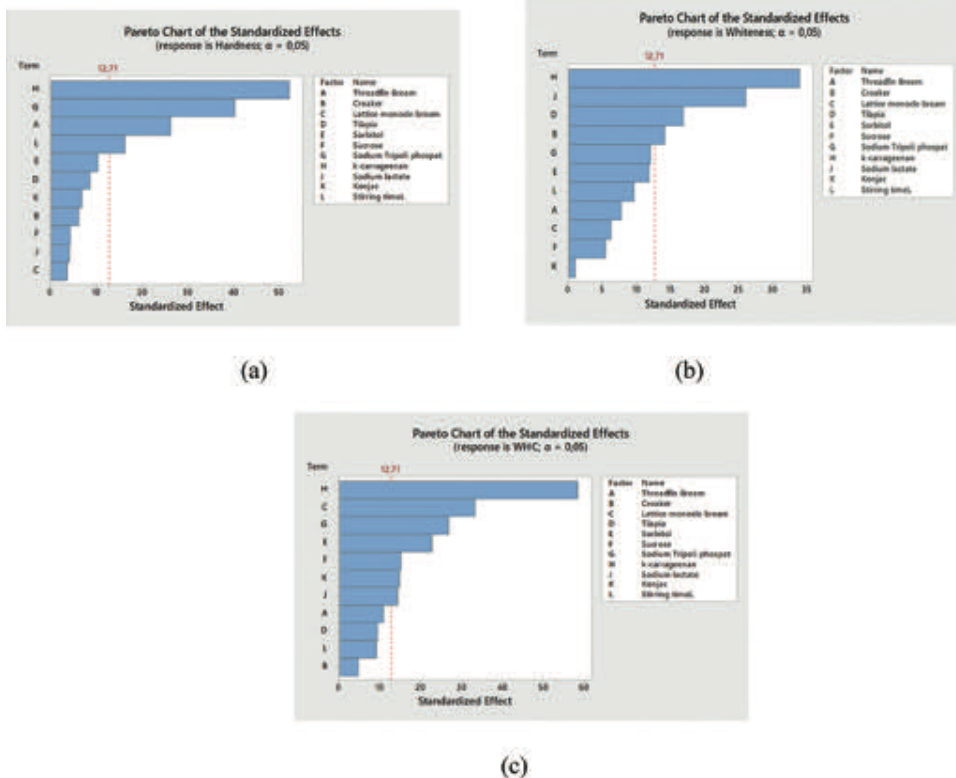 Pareto Chart of the Standardized Effects
(response is Hardness; α = 0,05)
Term
12,71
H
G
A
L
E
D
K
B
F
J
C
0 10 20 30 40 50
Standardized Effect
Factor Name
A Threadfin Bream
B Croaker
C Lattice monocle bream
D Tilapia
E Sorbitol
F Sucrose
G Sodium Tripoli phospat
H k-carrageenan
J Sodium lactate
K Konjac
L Stirring timeL
(a)
Pareto Chart of the Standardized Effects
(response is Whiteness; α = 0,05)
Term
12,71
H
J
D
B
G
E
L
A
C
F
K
0 5 10 15 20 25 30 35
Standardized Effect
Factor Name
A Threadfin Bream
B Croaker
C Lattice monocle bream
D Tilapia
E Sorbitol
F Sucrose
G Sodium Tripoli phospat
H k-carrageenan
J Sodium lactate
K Konjac
L Stirring timeL
(b)
Pareto Chart of the Standardized Effects
(response is WHC; α = 0,05)
Term
12,71
H
C
G
E
F
K
J
A
D
L
B
0 10 20 30 40 50 60
Standardized Effect
Factor Name
A Threadfin Bream
B Croaker
C Lattice monocle bream
D Tilapia
E Sorbitol
F Sucrose
G Sodium Tripoli phospat
H k-carrageenan
J Sodium lactate
K Konjac
L Stirring timeL
(c)